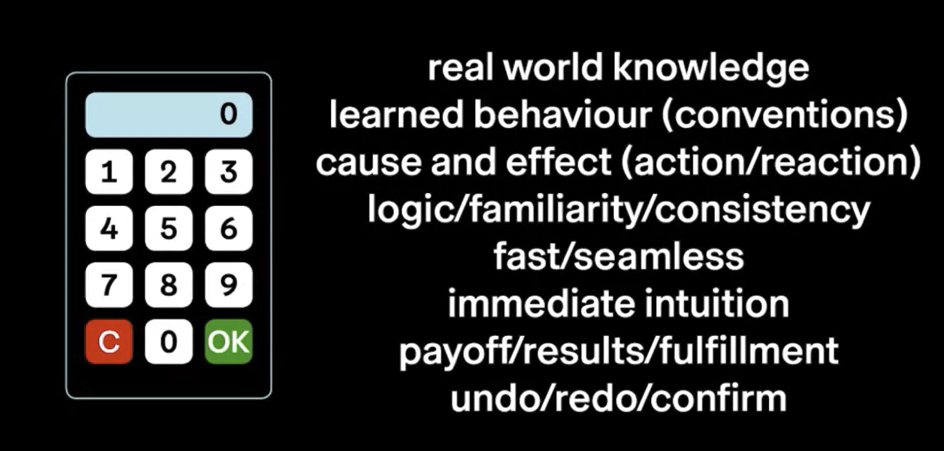 0
1 2 3
4 5 6
7 8 9
C 0 OK
real world knowledge
learned behaviour (conventions)
cause and effect (action/reaction)
logic/familiarity/consistency
fast/seamless
immediate intuition
payoff/results/fulfillment
undo/redo/confirm